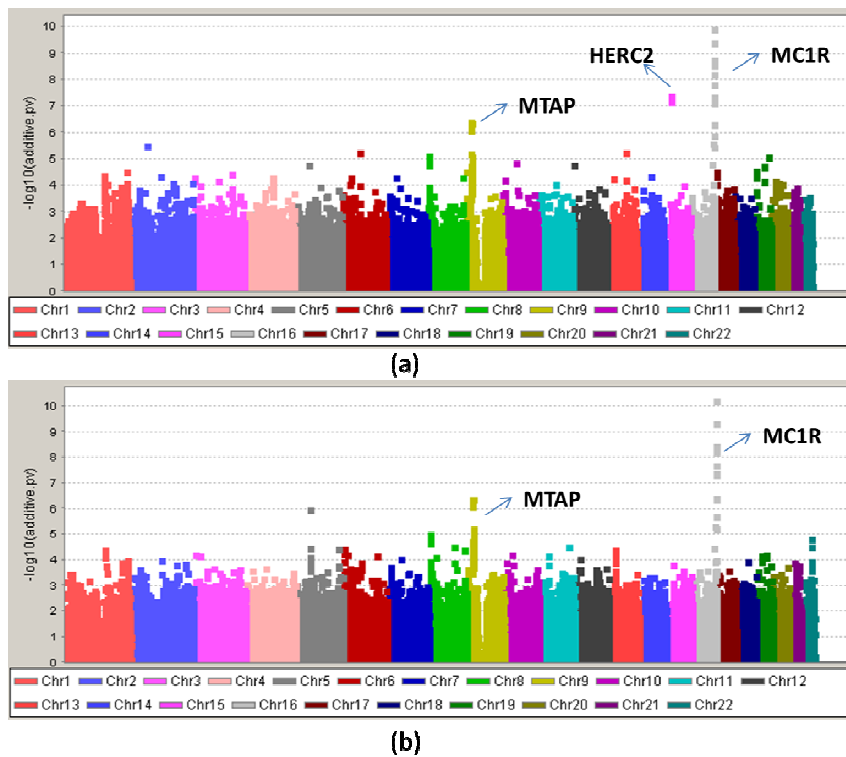 10
HERC2
MC1R
9
8
MTAP
7
6
5
4
3
2
1
0
-log10(additive.pv)
Chr1 Chr2 Chr3 Chr4 Chr5 Chr6 Chr7 Chr8 Chr9 Chr10 Chr11 Chr12
Chr13 Chr14 Chr15 Chr16 Chr17 Chr18 Chr19 Chr20 Chr21 Chr22
(a)
10
9
MC1R
8
7
MTAP
6
5
4
3
2
1
0
-log10(additive.pv)
Chr1 Chr2 Chr3 Chr4 Chr5 Chr6 Chr7 Chr8 Chr9 Chr10 Chr11 Chr12
Chr13 Chr14 Chr15 Chr16 Chr17 Chr18 Chr19 Chr20 Chr21 Chr22
(b)